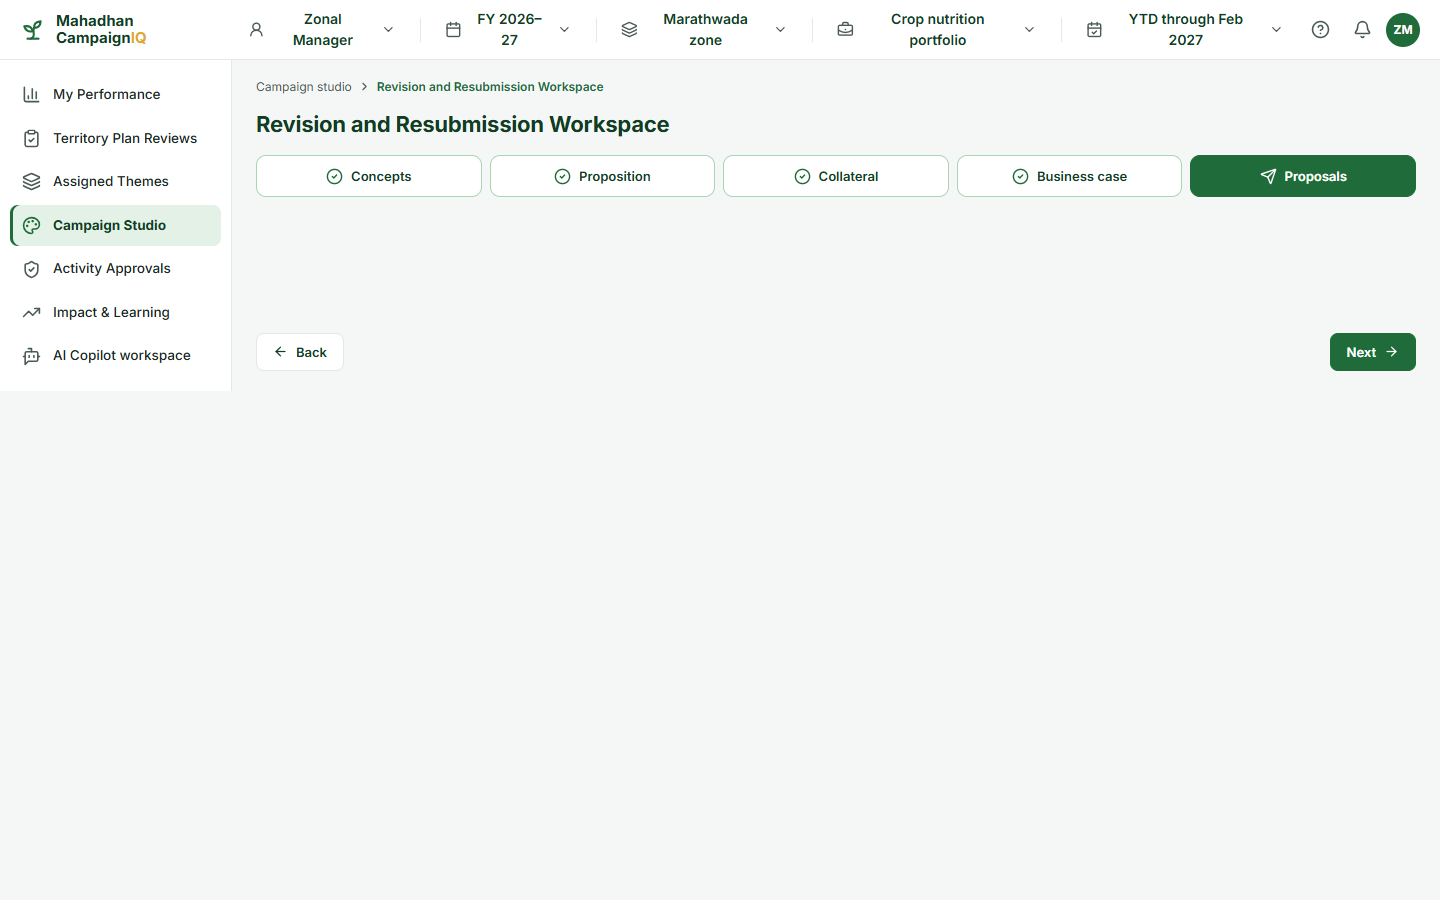 Mahadhan
CampaignIQ
Zonal
Manager
FY 2026–
27
Marathwada
zone
Crop nutrition
portfolio
YTD through Feb
2027
ZM
My Performance
Territory Plan Reviews
Assigned Themes
Campaign Studio
Activity Approvals
Impact & Learning
AI Copilot workspace
Campaign studio > Revision and Resubmission Workspace
Revision and Resubmission Workspace
Concepts
Proposition
Collateral
Business case
Proposals
Back
Next